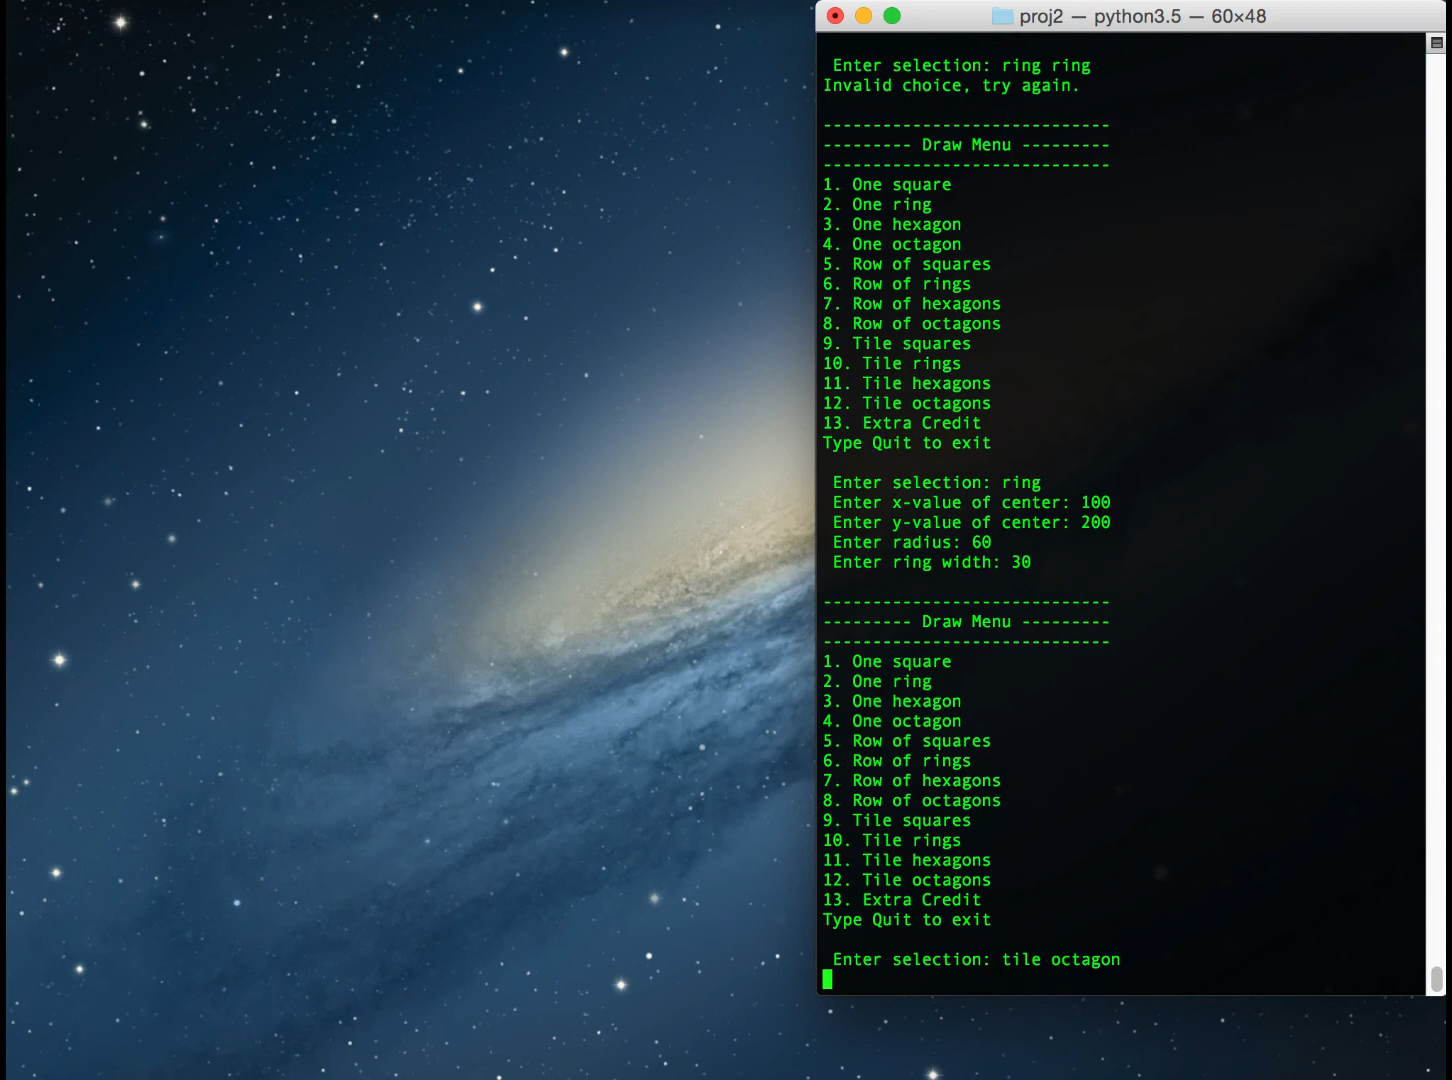 proj2 — python3.5 — 60×48
Enter selection: ring ring
Invalid choice, try again.
-----------------------------
--------- Draw Menu ---------
-----------------------------
1. One square
2. One ring
3. One hexagon
4. One octagon
5. Row of squares
6. Row of rings
7. Row of hexagons
8. Row of octagons
9. Tile squares
10. Tile rings
11. Tile hexagons
12. Tile octagons
13. Extra Credit
Type Quit to exit
Enter selection: ring
Enter x-value of center: 100
Enter y-value of center: 200
Enter radius: 60
Enter ring width: 30
-----------------------------
--------- Draw Menu ---------
-----------------------------
1. One square
2. One ring
3. One hexagon
4. One octagon
5. Row of squares
6. Row of rings
7. Row of hexagons
8. Row of octagons
9. Tile squares
10. Tile rings
11. Tile hexagons
12. Tile octagons
13. Extra Credit
Type Quit to exit
Enter selection: tile octagon